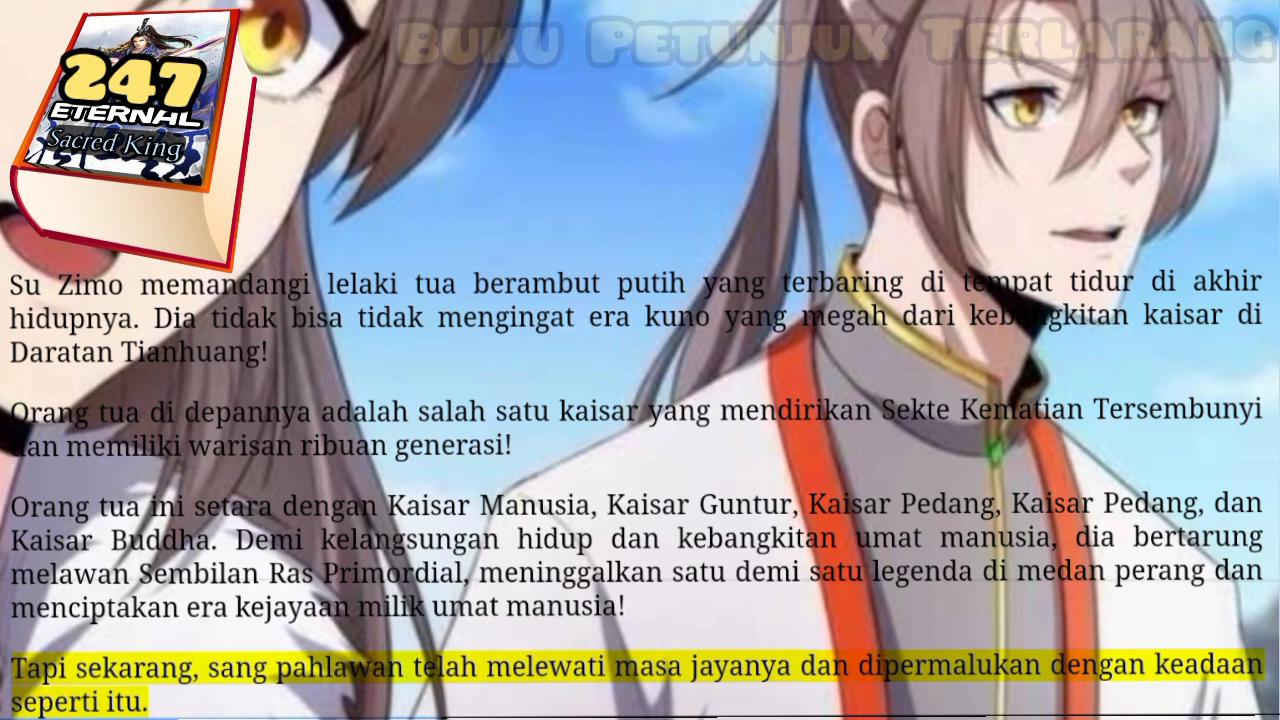 Buku Petunjuk Terlarang
247
ETERNAL
Sacred King
Su Zimo memandangi lelaki tua berambut putih yang terbaring di tempat tidur di akhir
hidupnya. Dia tidak bisa tidak mengingat era kuno yang megah dari kebangkitan kaisar di
Daratan Tianhuang!
Orang tua di depannya adalah salah satu kaisar yang mendirikan Sekte Kematian Tersembunyi
dan memiliki warisan ribuan generasi!
Orang tua ini setara dengan Kaisar Manusia, Kaisar Guntur, Kaisar Pedang, Kaisar Pedang, dan
Kaisar Buddha. Demi kelangsungan hidup dan kebangkitan umat manusia, dia bertarung
melawan Sembilan Ras Primordial, meninggalkan satu demi satu legenda di medan perang dan
menciptakan era kejayaan milik umat manusia!
Tapi sekarang, sang pahlawan telah melewati masa jayanya dan dipermalukan dengan keadaan
seperti itu.